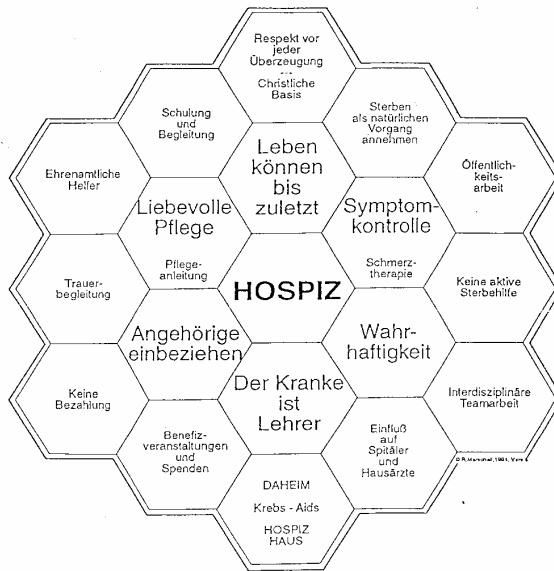 Respekt vor
jeder
Überzeugung
---
Christliche
Basis
Schulung
und
Begleitung
Sterben
als natürlichen
Vorgang
annehmen
Ehrenamtliche
Helfer
Leben
können
bis
zuletzt
Öffentlich-
keits-
arbeit
Liebevolle
Pflege
Pflege-
anleitung
Symptom-
kontrolle
Schmerz-
therapie
Trauer-
begleitung
HOSPIZ
Keine aktive
Sterbehilfe
Angehörige
einbeziehen
Wahr-
haftigkeit
Keine
Bezahlung
Der Kranke
ist
Lehrer
Interdisziplinäre
Teamarbeit
Benefiz-
veranstaltungen
und
Spenden
Einfluß
auf
Spitäler
und
Hausärzte
DAHEIM
Krebs - Aids
HOSPIZ
HAUS